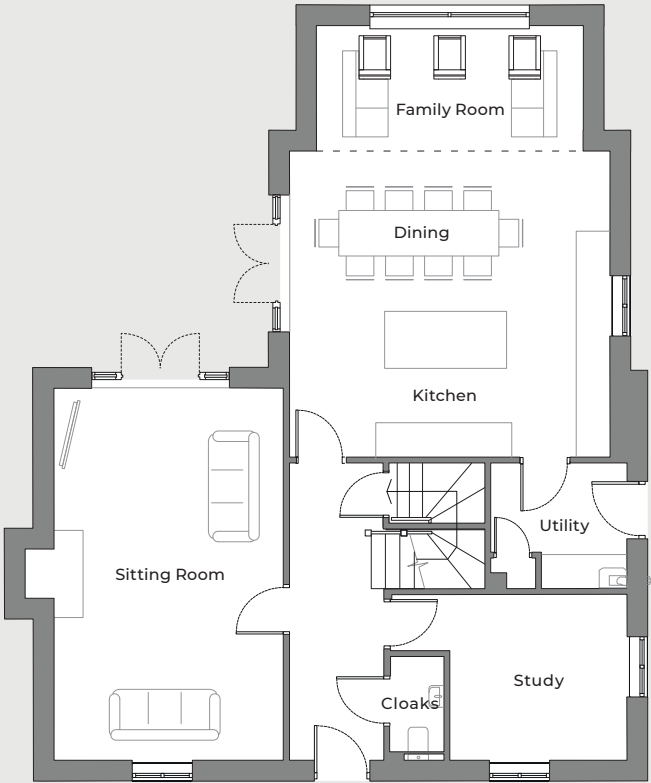 Family Room
Dining
Kitchen
Utility
Sitting Room
Study
Cloaks